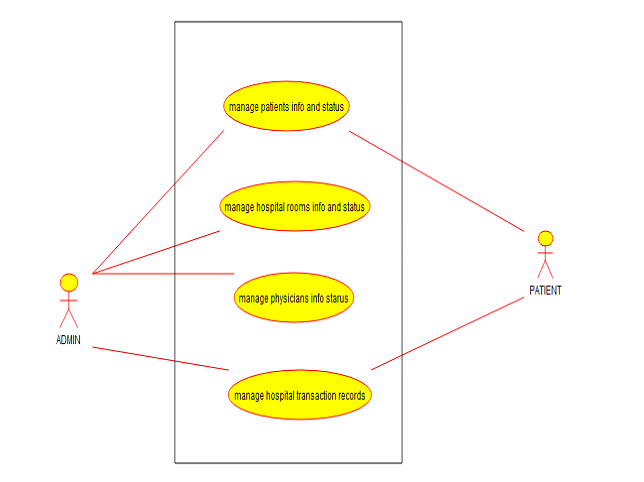 manage patients info and status
manage hospital rooms info and status
manage physicians info starus
manage hospital transaction records
ADMIN
PATIENT